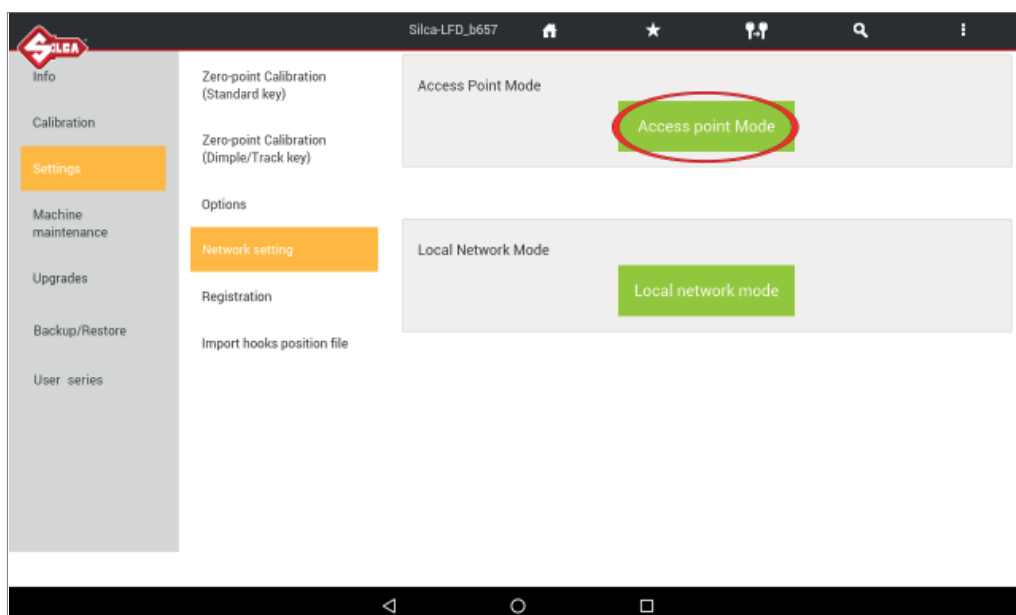 Silca-LFD_b657
SILCA
Info
Calibration
Settings
Machine
maintenance
Upgrades
Backup/Restore
User series
Zero-point Calibration
(Standard key)
Zero-point Calibration
(Dimple/Track key)
Options
Network setting
Registration
Import hooks position file
Access Point Mode
Access point Mode
Local Network Mode
Local network mode